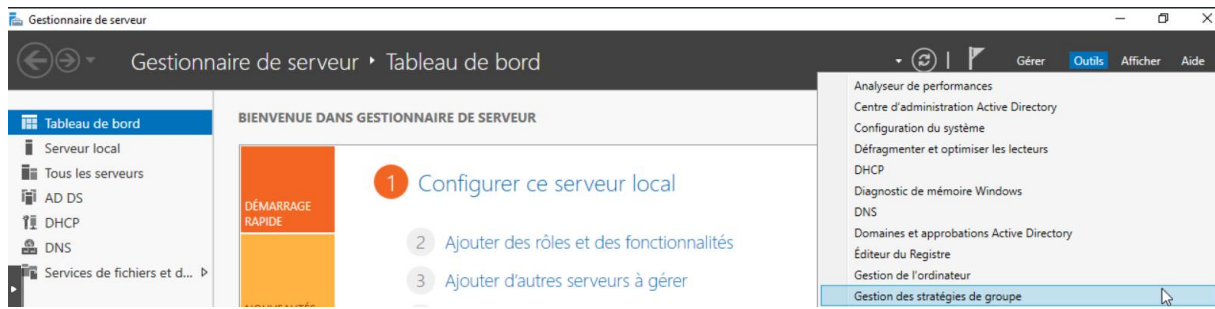 Gestionnaire de serveur
Gestionnaire de serveur ‣ Tableau de bord
Gérer Outils Afficher Aide
Tableau de bord
Serveur local
Tous les serveurs
AD DS
DHCP
DNS
Services de fichiers et d...
BIENVENUE DANS GESTIONNAIRE DE SERVEUR
DÉMARRAGE
RAPIDE
1 Configurer ce serveur local
2 Ajouter des rôles et des fonctionnalités
3 Ajouter d'autres serveurs à gérer
Analyseur de performances
Centre d'administration Active Directory
Configuration du système
Défragmenter et optimiser les lecteurs
DHCP
Diagnostic de mémoire Windows
DNS
Domaines et approbations Active Directory
Éditeur du Registre
Gestion de l'ordinateur
Gestion des stratégies de groupe